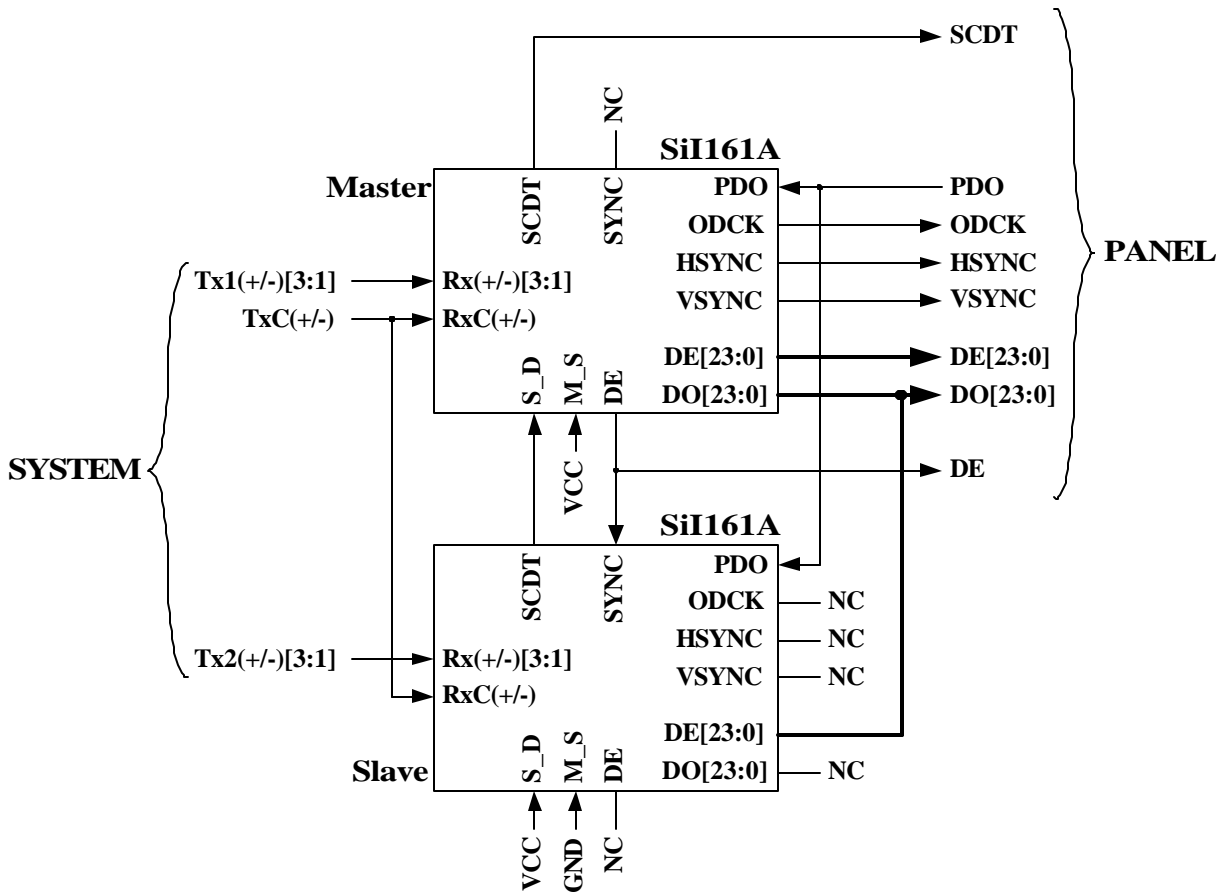 SCDT
NC
SiI161A
Master
SCDT
SYNC
PDO
PDO
ODCK
ODCK
HSYNC
HSYNC
VSYNC
VSYNC
PANEL
Tx1(+/-)[3:1]
Rx(+/-)[3:1]
TxC(+/-)
RxC(+/-)
S_D
M_S
DE
DE[23:0]
DE[23:0]
DO[23:0]
DO[23:0]
SYSTEM
VCC
DE
SiI161A
SCDT
SYNC
PDO
ODCK
NC
HSYNC
NC
VSYNC
NC
Tx2(+/-)[3:1]
Rx(+/-)[3:1]
RxC(+/-)
S_D
M_S
DE
DE[23:0]
DO[23:0]
NC
Slave
VCC
GND
NC